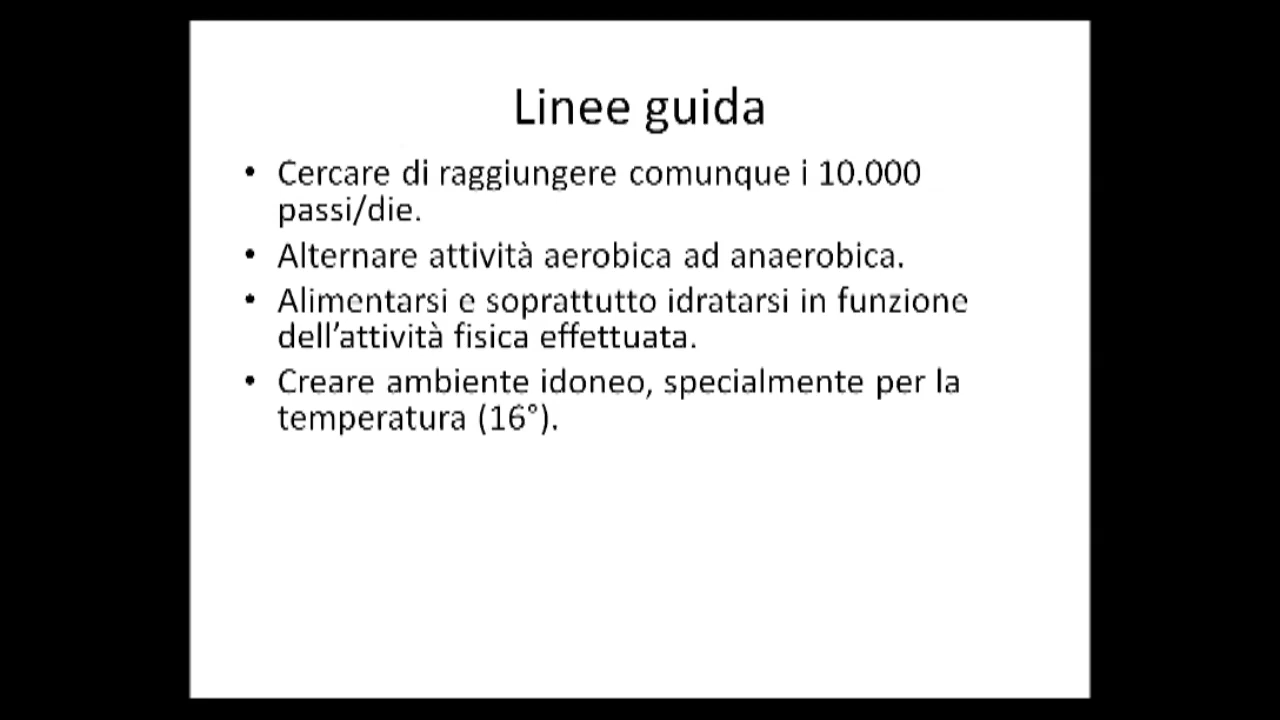 Linee guida
• Cercare di raggiungere comunque i 10.000
passi/die.
• Alternare attività aerobica ad anaerobica.
• Alimentarsi e soprattutto idratarsi in funzione
dell’attività fisica effettuata.
• Creare ambiente idoneo, specialmente per la
temperatura (16°).